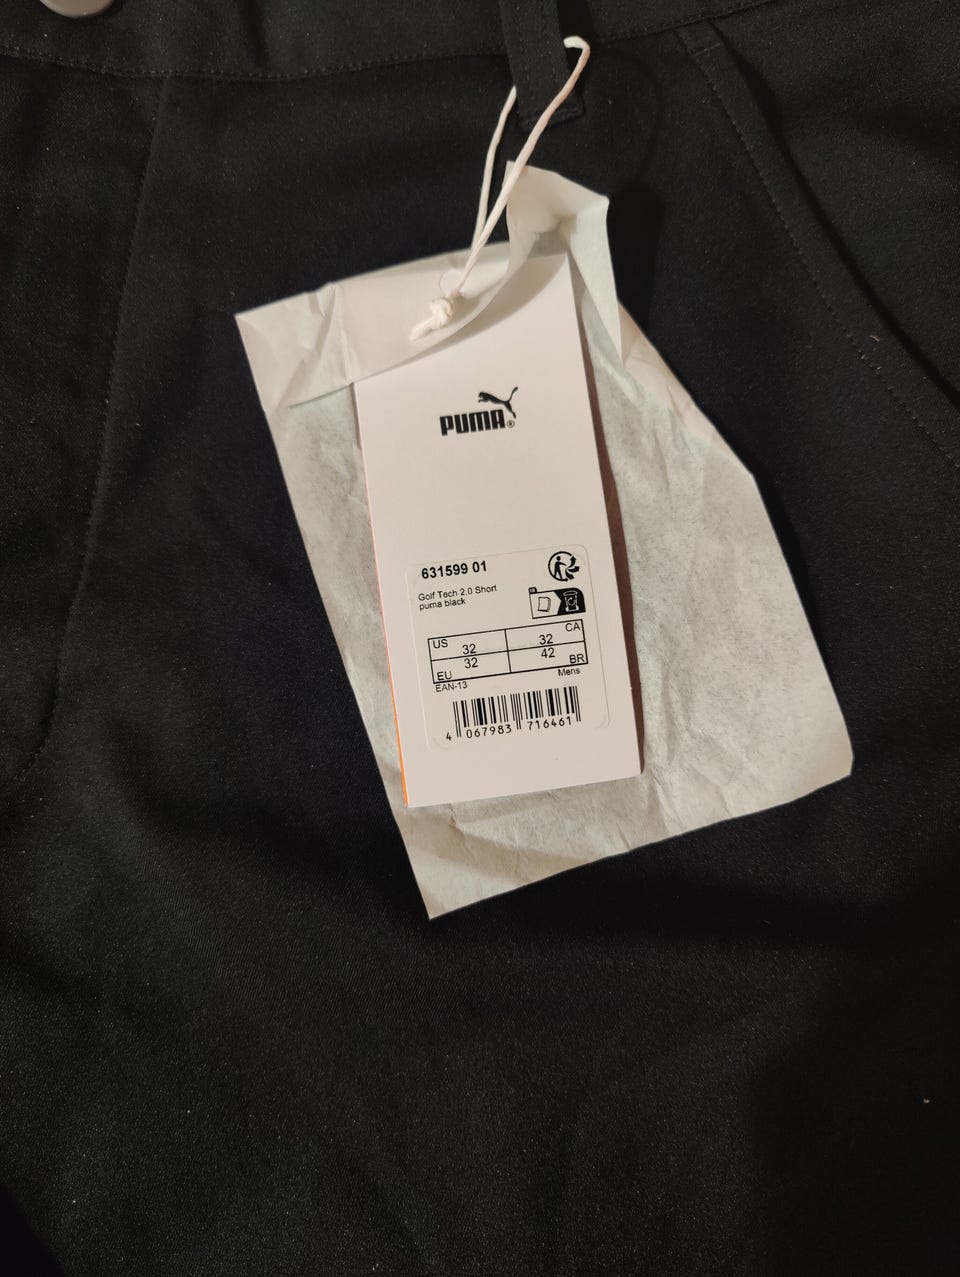 PUMA®
631599 01
Golf Tech 2.0 Short
puma black
FR
US 32
32 CA
EU 32
42 BR
EAN-13
Mens
4 067983 716461